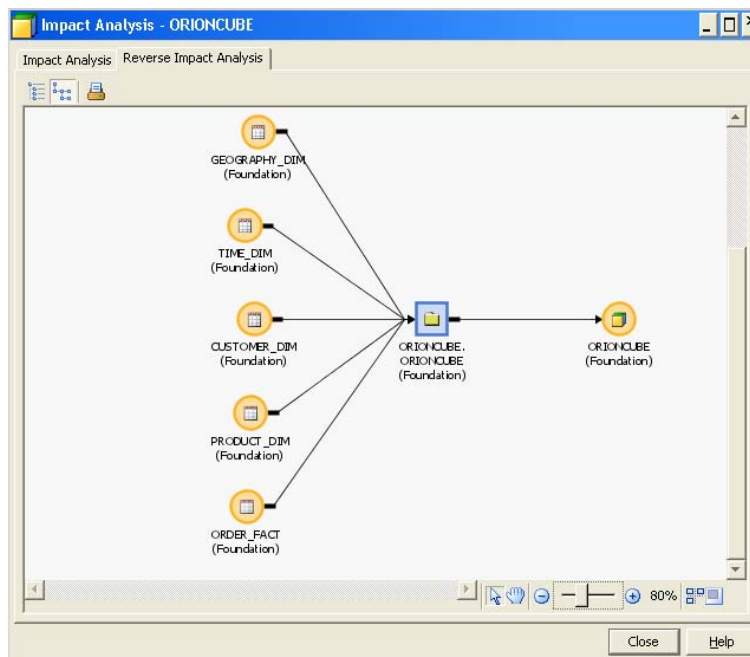 Impact Analysis - ORIONCUBE
Impact Analysis
Reverse Impact Analysis
GEOGRAPHY_DIM
(Foundation)
TIME_DIM
(Foundation)
CUSTOMER_DIM
(Foundation)
ORIONCUBE.
ORIONCUBE
(Foundation)
ORIONCUBE
(Foundation)
PRODUCT_DIM
(Foundation)
ORDER_FACT
(Foundation)
80%
Close
Help